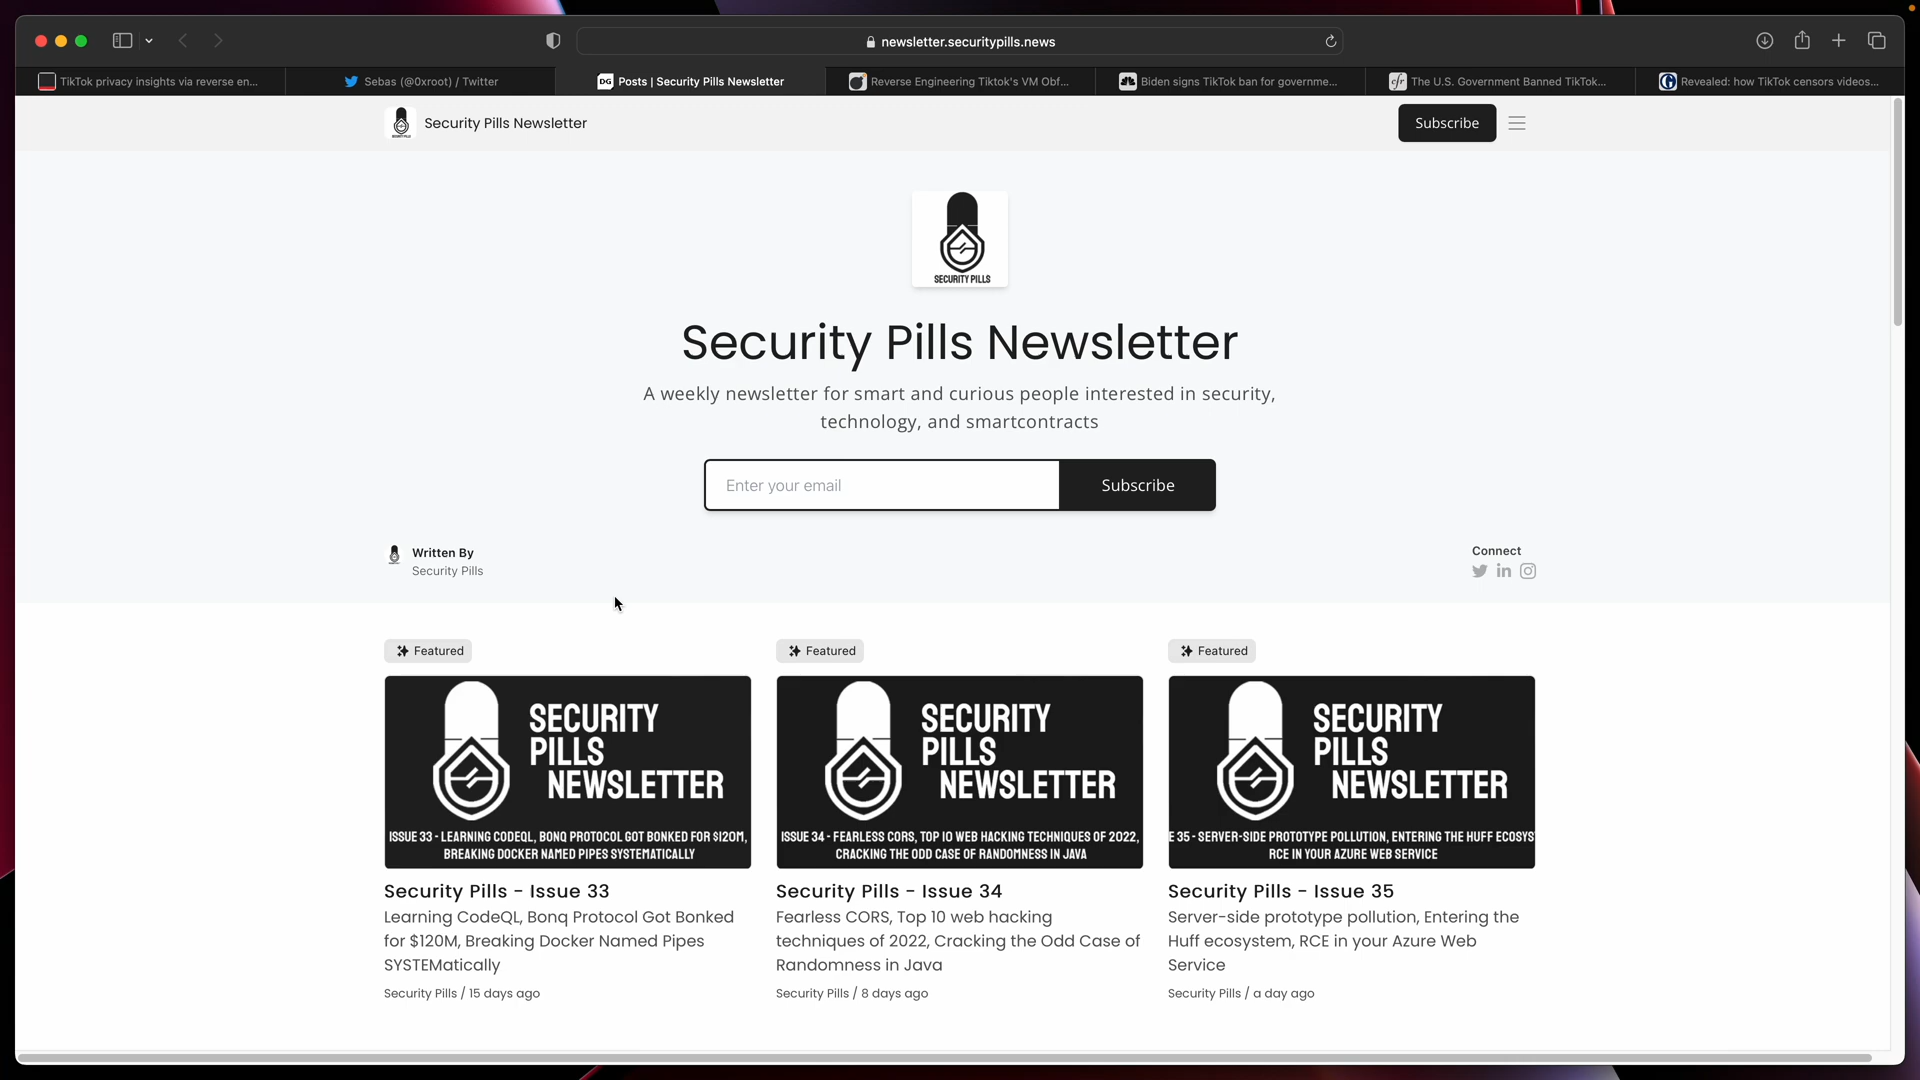 newsletter.securitypills.news
TikTok privacy insights via reverse en...
Sebas (@0xroot) / Twitter
DG Posts | Security Pills Newsletter
Reverse Engineering Tiktok's VM Obf...
Biden signs TikTok ban for governme...
cfr The U.S. Government Banned TikTok...
G Revealed: how TikTok censors videos...
Security Pills Newsletter
Subscribe
SECURITY PILLS
Security Pills Newsletter
A weekly newsletter for smart and curious people interested in security,
technology, and smartcontracts
Enter your email
Subscribe
Written By
Security Pills
Connect
Featured
SECURITY
PILLS
NEWSLETTER
ISSUE 33 - LEARNING CODEQL, BONQ PROTOCOL GOT BONKED FOR $120M,
BREAKING DOCKER NAMED PIPES SYSTEMATICALLY
Security Pills - Issue 33
Learning CodeQL, Bonq Protocol Got Bonked
for $120M, Breaking Docker Named Pipes
SYSTEMatically
Security Pills / 15 days ago
Featured
SECURITY
PILLS
NEWSLETTER
ISSUE 34 - FEARLESS CORS, TOP 10 WEB HACKING TECHNIQUES OF 2022,
CRACKING THE ODD CASE OF RANDOMNESS IN JAVA
Security Pills - Issue 34
Fearless CORS, Top 10 web hacking
techniques of 2022, Cracking the Odd Case of
Randomness in Java
Security Pills / 8 days ago
Featured
SECURITY
PILLS
NEWSLETTER
E 35 - SERVER-SIDE PROTOTYPE POLLUTION, ENTERING THE HUFF ECOSYS
RCE IN YOUR AZURE WEB SERVICE
Security Pills - Issue 35
Server-side prototype pollution, Entering the
Huff ecosystem, RCE in your Azure Web
Service
Security Pills / a day ago